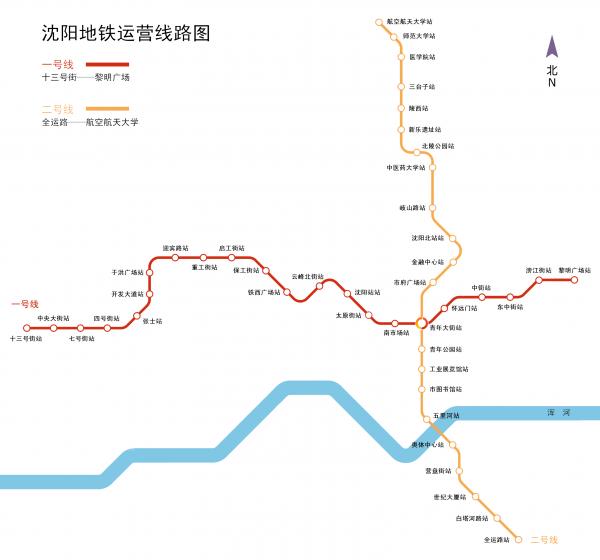 沈阳地铁运营线路图
一号线
十三号街——黎明广场
二号线
全运路——航空航天大学
北
N
航空航天大学站
师范大学站
医学院站
三台子站
陵西站
新乐遗址站
北陵公园站
中医药大学站
岐山路站
沈阳北站站
金融中心站
市府广场站
青年大街站
青年公园站
工业展览馆站
市图书馆站
五里河站
奥体中心站
营盘街站
世纪大厦站
白塔河路站
全运路站
二号线
一号线
十三号街站
中央大街站
七号街站
四号街站
张士站
开发大道站
于洪广场站
迎宾路站
重工街站
启工街站
保工街站
铁西广场站
云峰北街站
沈阳站站
太原街站
南市场站
怀远门站
中街站
东中街站
滂江街站
黎明广场站
浑河